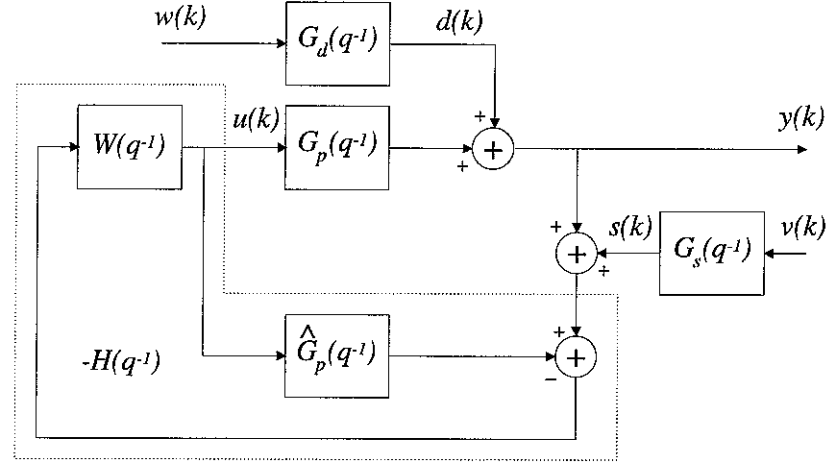 w(k)
G_d(q⁻¹)
d(k)
+
W(q⁻¹)
u(k)
G_p(q⁻¹)
+
+
y(k)
+
+
s(k)
+
G_s(q⁻¹)
v(k)
-H(q⁻¹)
Ĝ_p(q⁻¹)
+
+
−